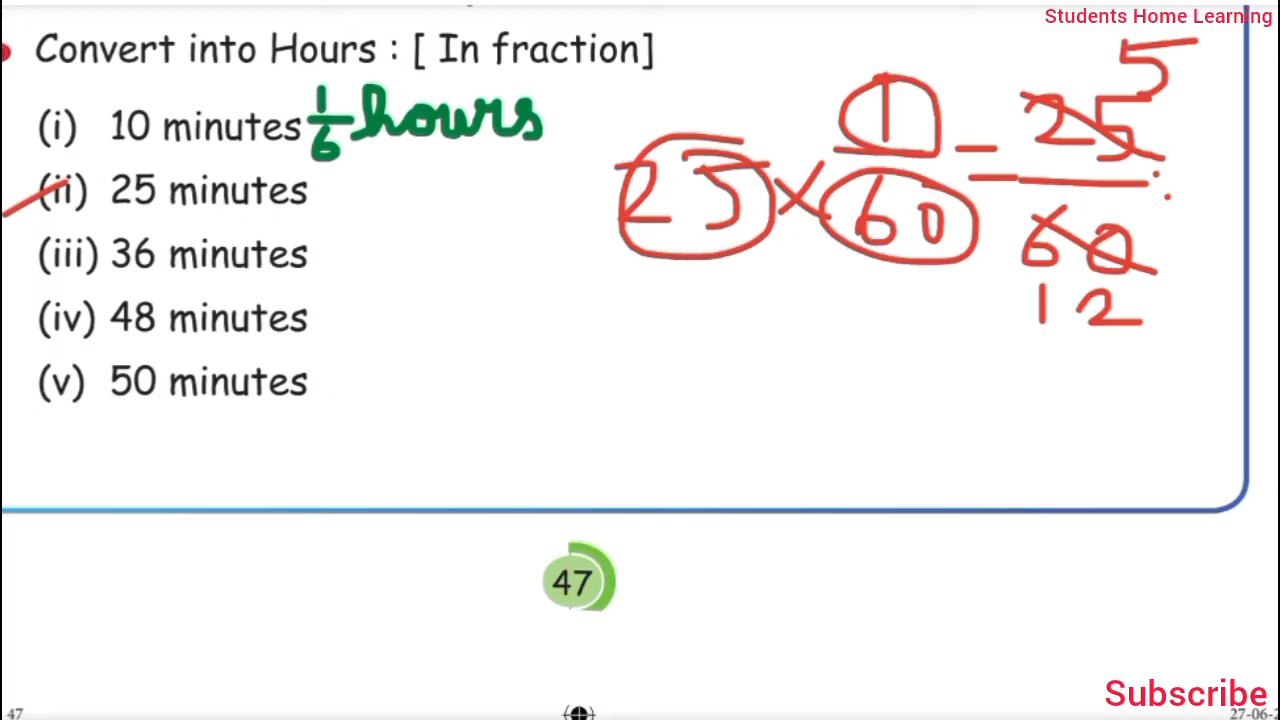 Students Home Learning
Convert into Hours : [ In fraction]
(i) 10 minutes 1/6 hours
(ii) 25 minutes
(iii) 36 minutes
(iv) 48 minutes
(v) 50 minutes
25 × 1/60 = 25/60
5
12
47
Subscribe
47